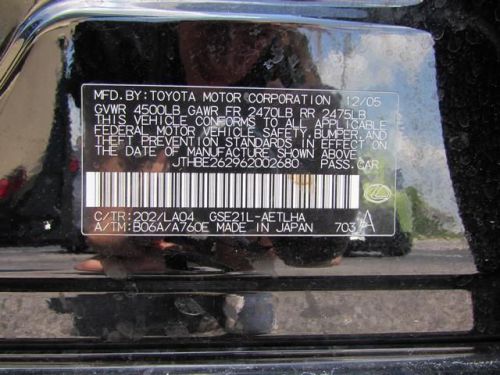 MFD. BY: TOYOTA MOTOR CORPORATION 12/05
GVWR 4500LB GAWR FR 2470LB RR 2475LB
THIS VEHICLE CONFORMS TO ALL APPLICABLE
FEDERAL MOTOR VEHICLE SAFETY, BUMPER, AND
THEFT PREVENTION STANDARDS IN EFFECT ON
THE DATE OF MANUFACTURE SHOWN ABOVE.
JTHBE262962002680 PASS.CAR
C/TR: 202/LA04 GSE21L-AETLHA
A/TM: B06A/A760E MADE IN JAPAN 703 A